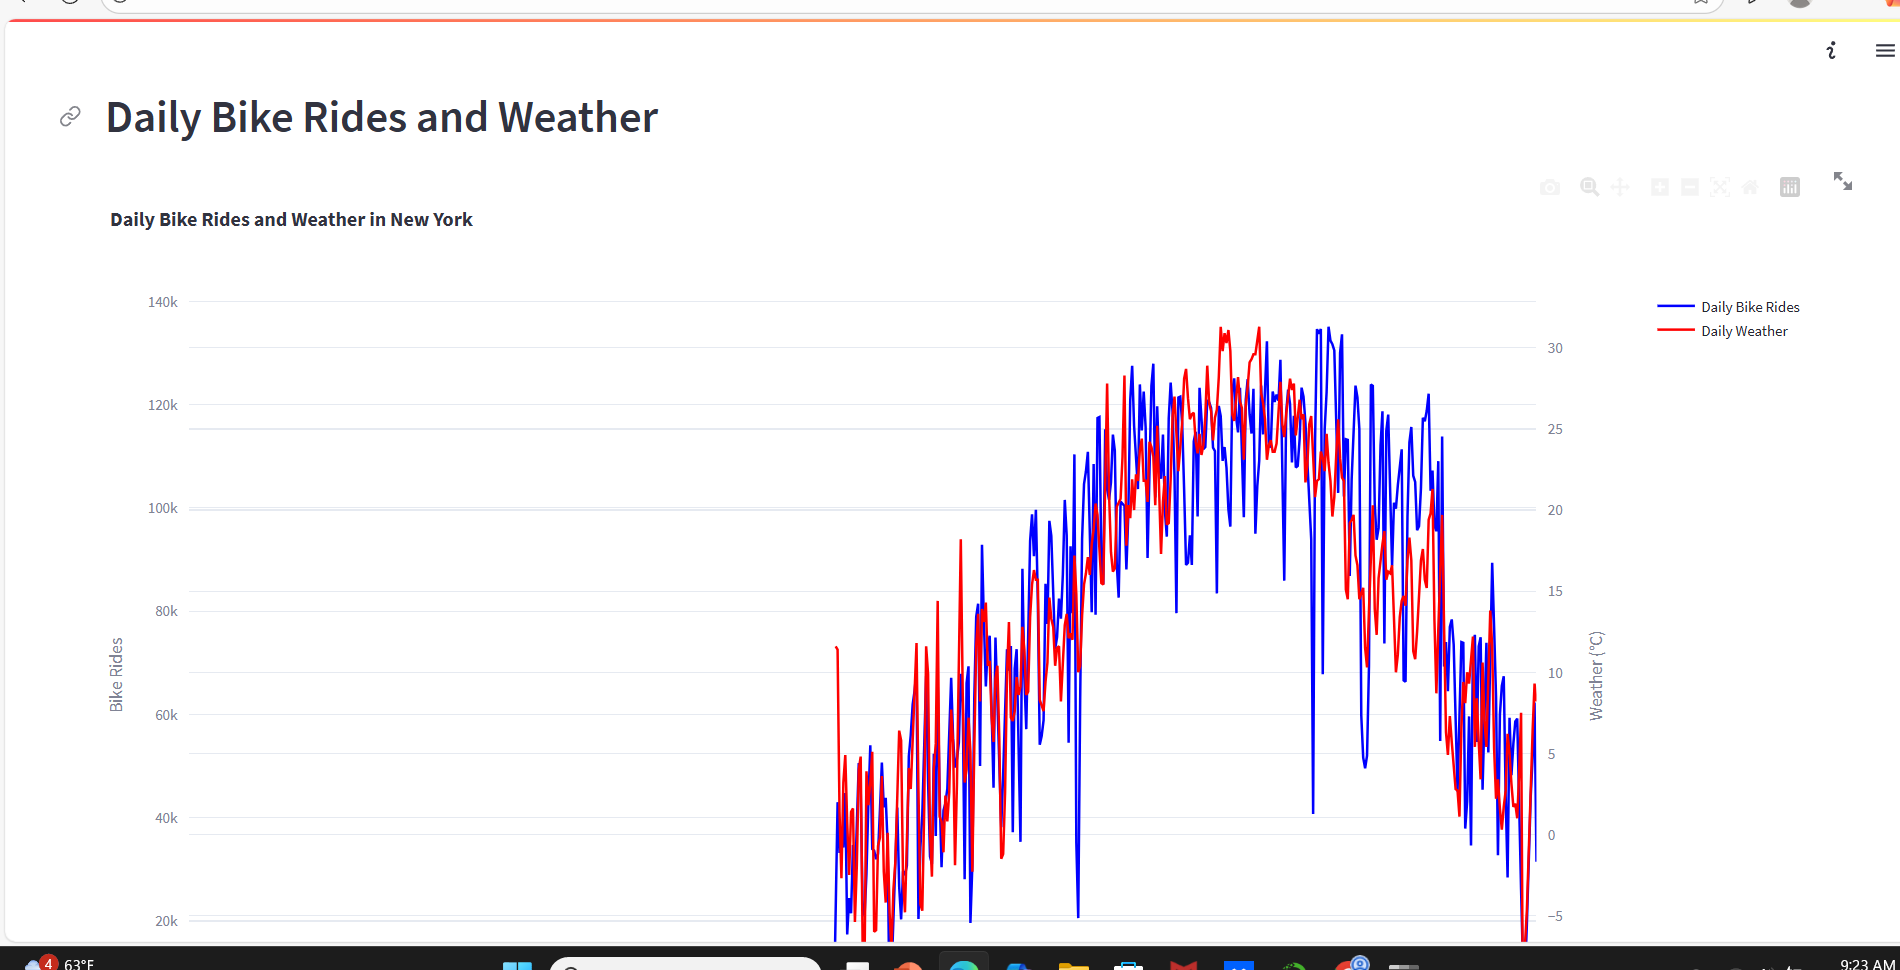 Daily Bike Rides and Weather
Daily Bike Rides and Weather in New York
140k
120k
100k
80k
60k
40k
20k
Bike Rides
30
25
20
15
10
5
0
−5
Weather (°C)
Daily Bike Rides
Daily Weather
4
63°F
9:23 AM